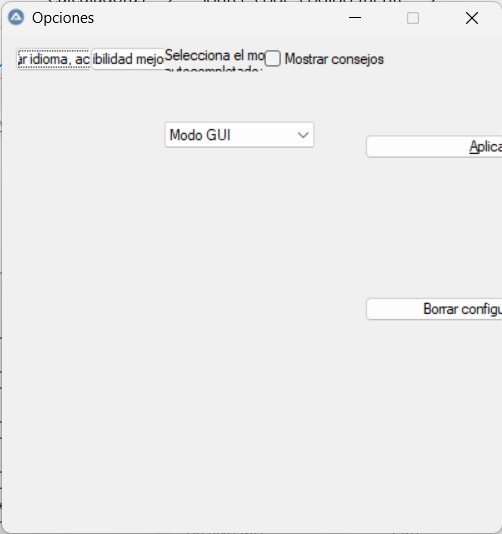 Opciones
ar idioma, ac
ibilidad mejo
Selecciona el mo
autocompletado:
Mostrar consejos
Modo GUI
Aplica
Borrar configu